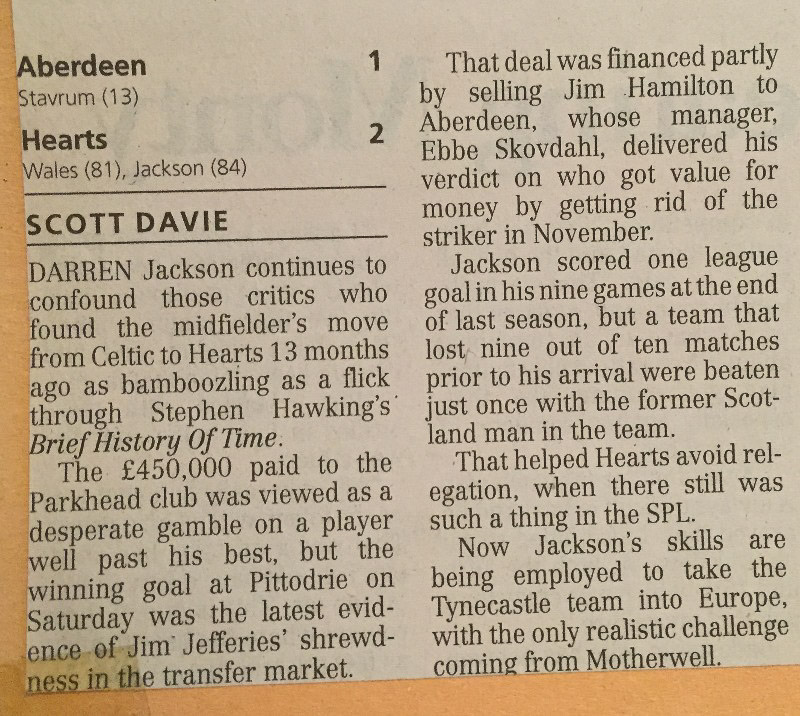 Aberdeen 1
Stavrum (13)
Hearts 2
Wales (81), Jackson (84)
SCOTT DAVIE
DARREN Jackson continues to
confound those critics who
found the midfielder's move
from Celtic to Hearts 13 months
ago as bamboozling as a flick
through Stephen Hawking's
Brief History Of Time.
The £450,000 paid to the
Parkhead club was viewed as a
desperate gamble on a player
well past his best, but the
winning goal at Pittodrie on
Saturday was the latest evid-
ence of Jim Jefferies' shrewd-
ness in the transfer market.
That deal was financed partly
by selling Jim Hamilton to
Aberdeen, whose manager,
Ebbe Skovdahl, delivered his
verdict on who got value for
money by getting rid of the
striker in November.
Jackson scored one league
goal in his nine games at the end
of last season, but a team that
lost nine out of ten matches
prior to his arrival were beaten
just once with the former Scot-
land man in the team.
That helped Hearts avoid rel-
egation, when there still was
such a thing in the SPL.
Now Jackson's skills are
being employed to take the
Tynecastle team into Europe,
with the only realistic challenge
coming from Motherwell.